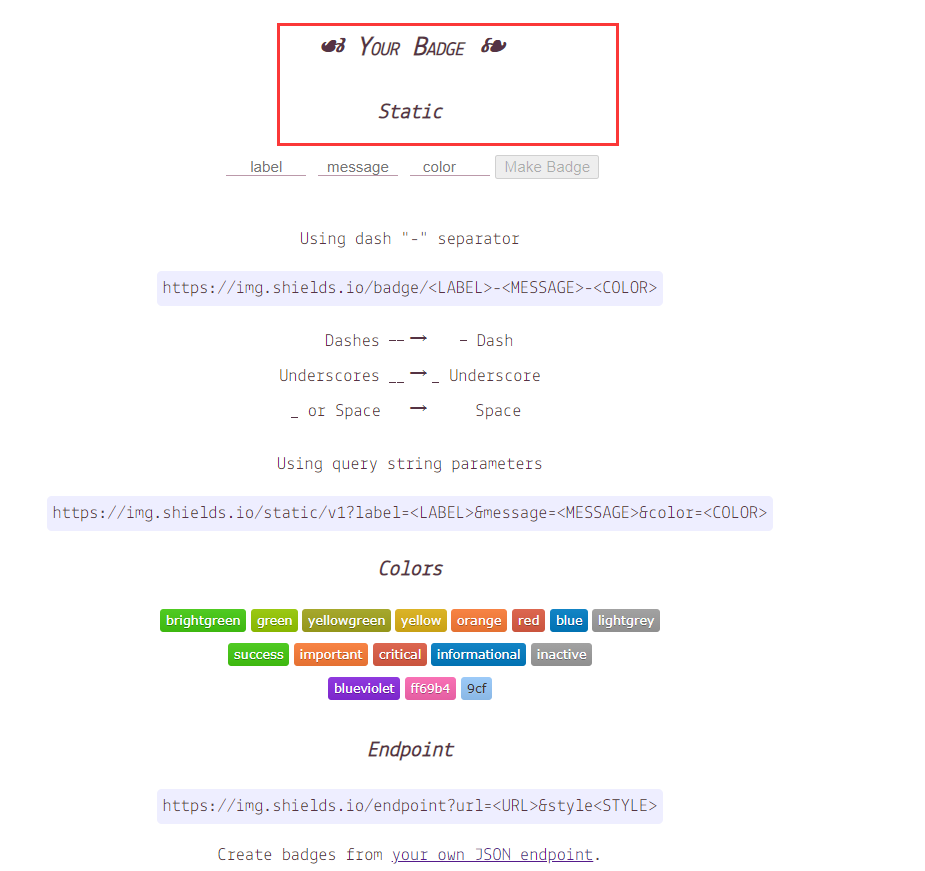 ☙ Your Badge ❧
Static
label message color Make Badge
Using dash "-" separator
https://img.shields.io/badge/<LABEL>-<MESSAGE>-<COLOR>
Dashes -- → - Dash
Underscores __ → _ Underscore
_ or Space → Space
Using query string parameters
https://img.shields.io/static/v1?label=<LABEL>&message=<MESSAGE>&color=<COLOR>
Colors
brightgreen green yellowgreen yellow orange red blue lightgrey
success important critical informational inactive
blueviolet ff69b4 9cf
Endpoint
https://img.shields.io/endpoint?url=<URL>&style<STYLE>
Create badges from your own JSON endpoint.